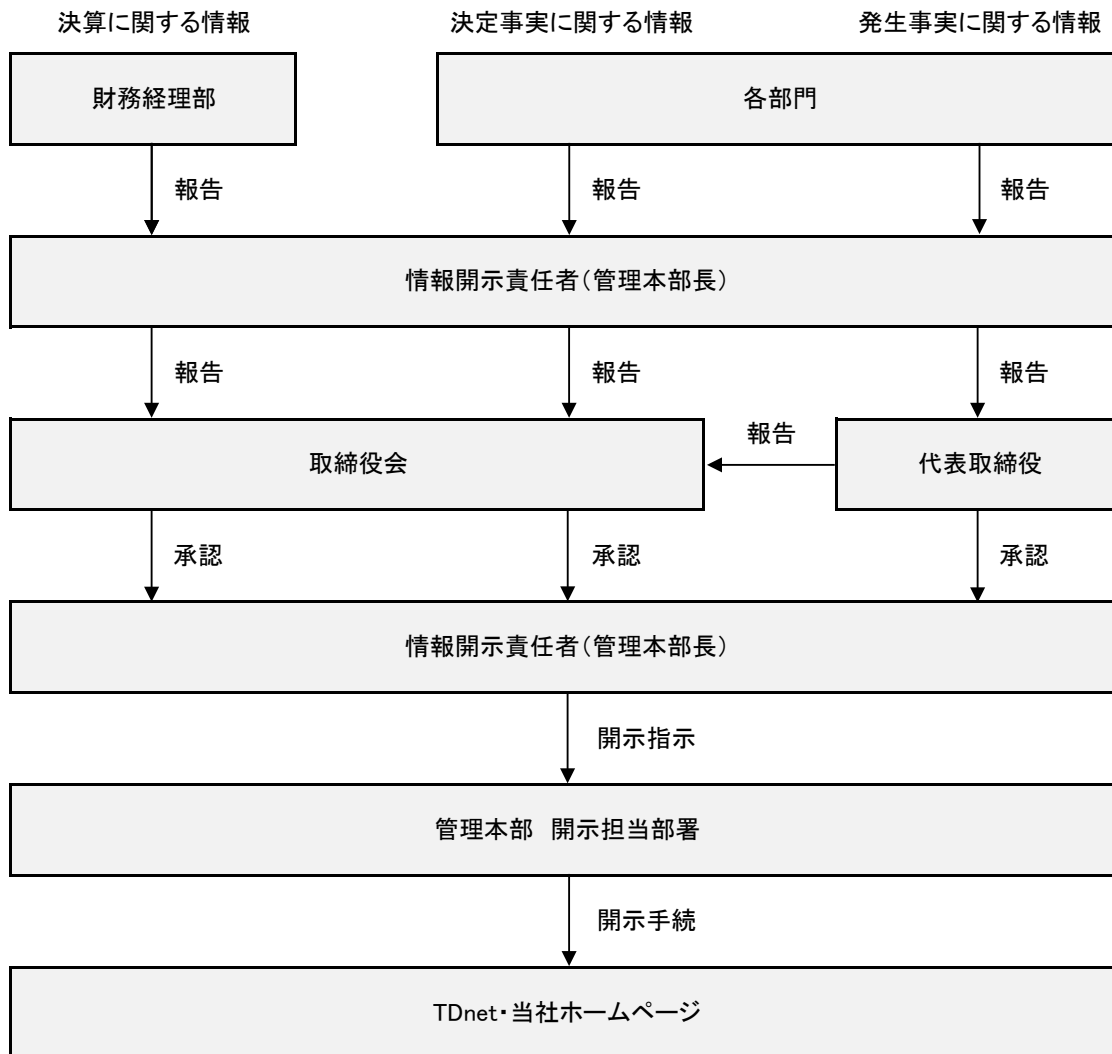 決算に関する情報
決定事実に関する情報
発生事実に関する情報
財務経理部
各部門
報告
報告
報告
情報開示責任者(管理本部長)
報告
報告
報告
取締役会
報告
代表取締役
承認
承認
承認
情報開示責任者(管理本部長)
開示指示
管理本部 開示担当部署
開示手続
TDnet・当社ホームページ